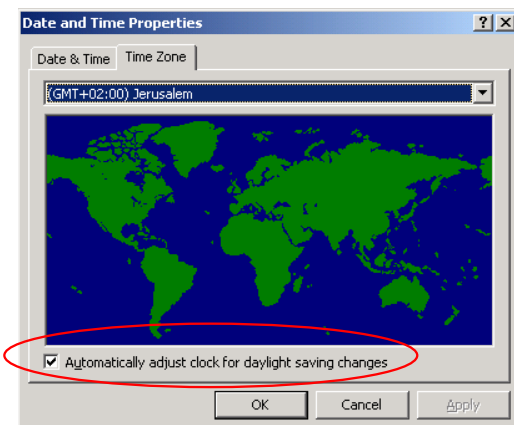 Date and Time Properties
Date & Time Time Zone
(GMT+02:00) Jerusalem
Automatically adjust clock for daylight saving changes
OK Cancel Apply